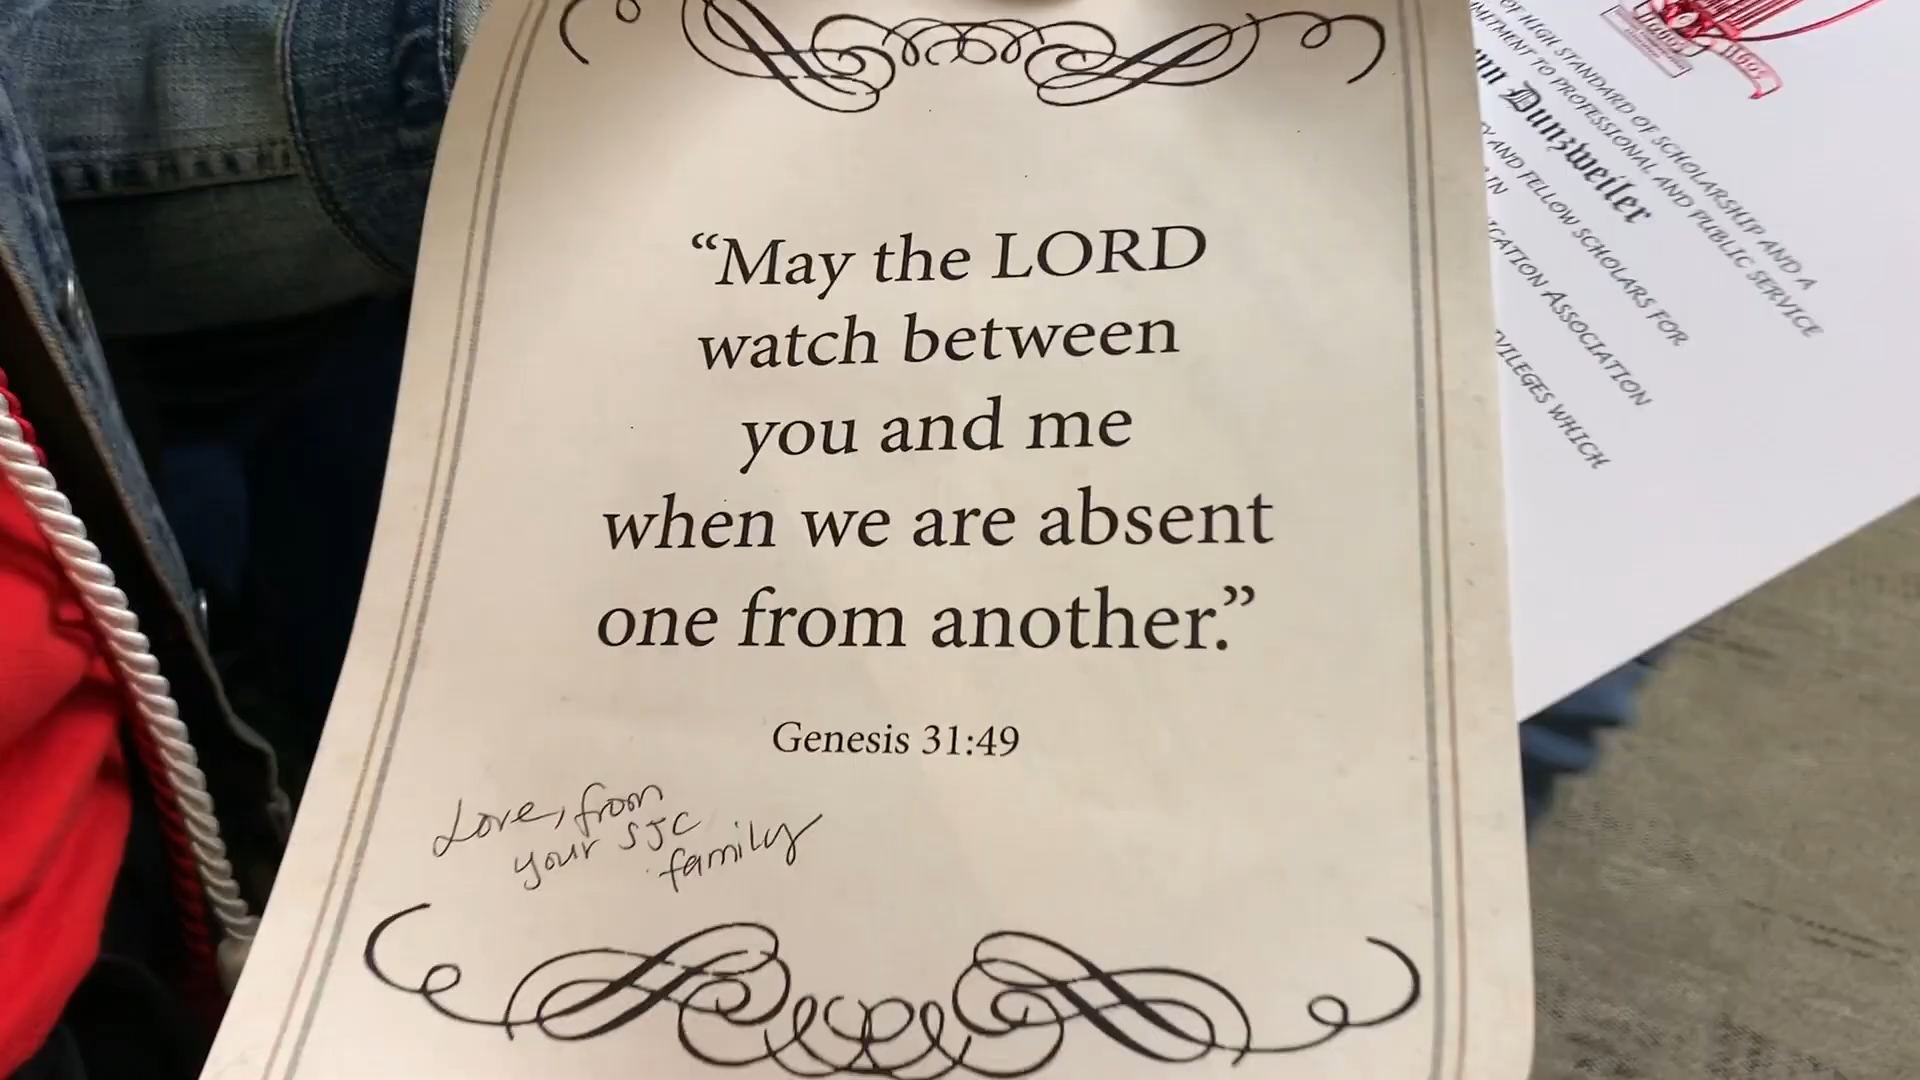 “May the LORD
watch between
you and me
when we are absent
one from another.”
Genesis 31:49
Love, from
your SJC
family
OF HIGH STANDARD OF SCHOLARSHIP AND A
TO PROFESSIONAL AND PUBLIC SERVICE
Dunzweiler
AND FELLOW SCHOLARS FOR
IN
ASSOCIATION
WHICH